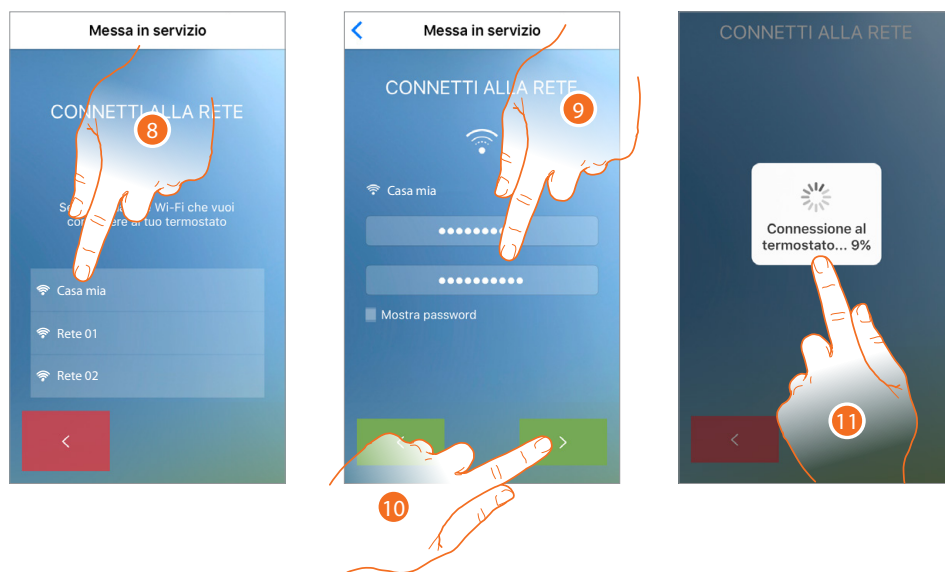 Messa in servizio
CONNETTI ALLA RETE
8
Wi-Fi che vuoi
tuo termostato
Casa mia
Rete 01
Rete 02
<
Messa in servizio
CONNETTI ALLA RETE
9
Casa mia
●●●●●●●●
●●●●●●●●●●
Mostra password
<
>
10
CONNETTI ALLA RETE
Connessione al
termostato... 9%
<
11